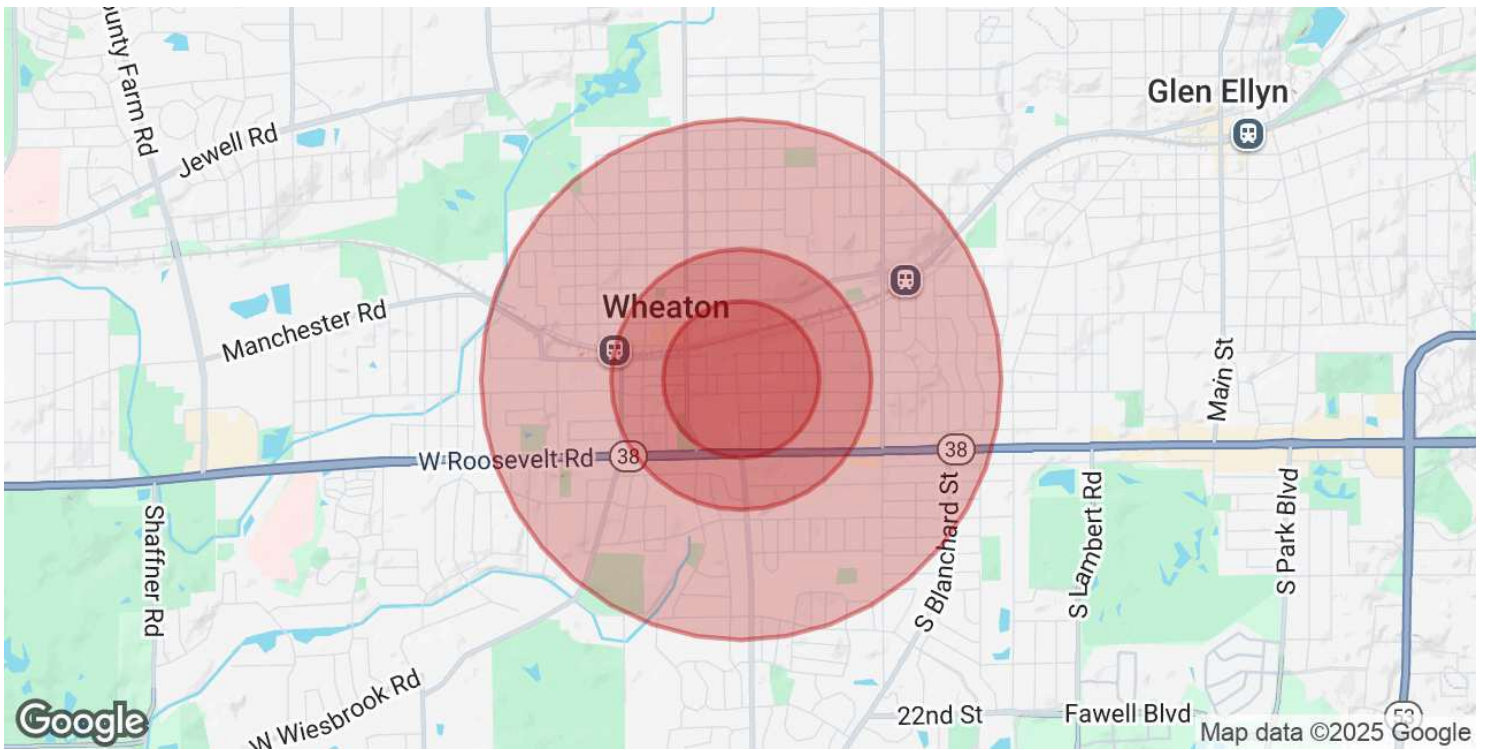 ounty Farm Rd
Glen Ellyn
Jewell Rd
Wheaton
Manchester Rd
Main St
W Roosevelt Rd
38
38
Shaffner Rd
S Blanchard St
S Lambert Rd
S Park Blvd
W Wiesbrook Rd
22nd St
Fawell Blvd
53
Google
Map data ©2025 Google